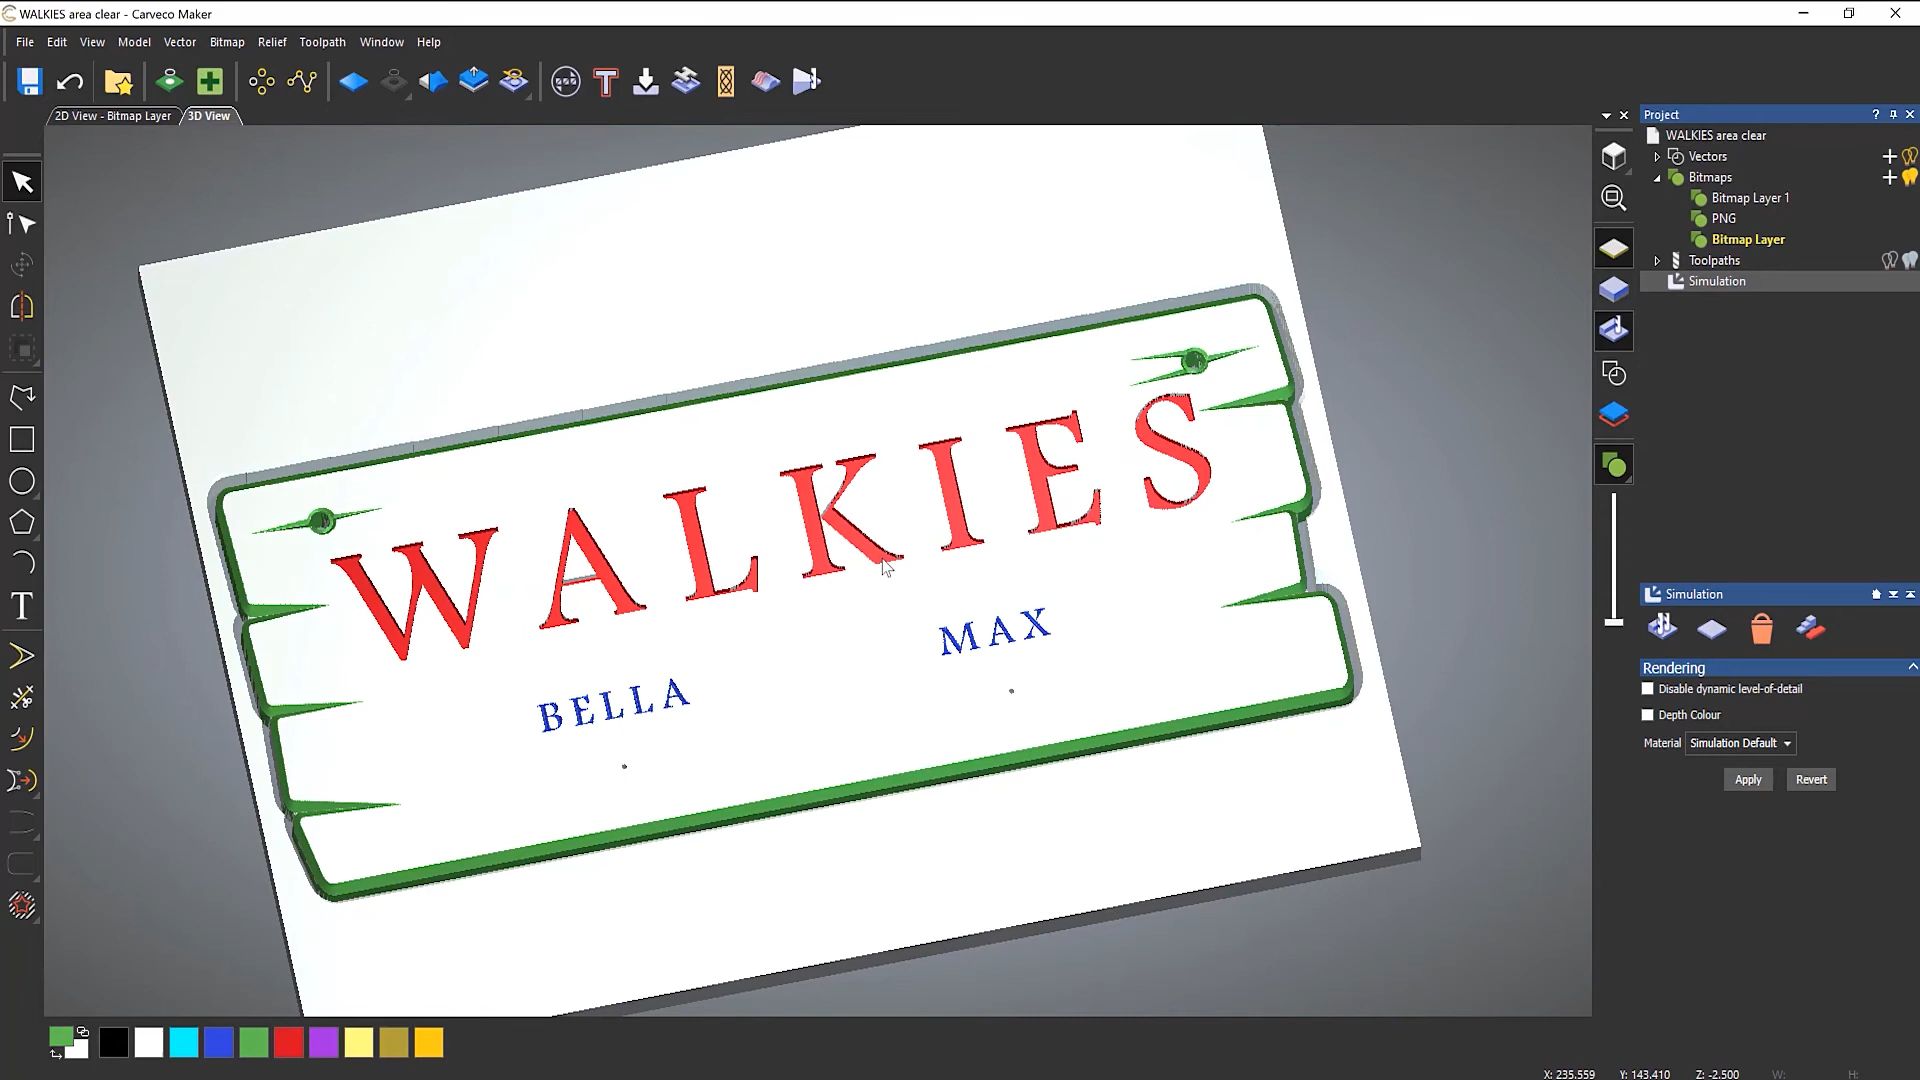 WALKIES area clear - Carveco Maker
File Edit View Model Vector Bitmap Relief Toolpath Window Help
2D View - Bitmap Layer 3D View
WALKIES
MAX
BELLA
T
Project
WALKIES area clear
Vectors
Bitmaps
Bitmap Layer 1
PNG
Bitmap Layer
Toolpaths
Simulation
Simulation
Rendering
Disable dynamic level-of-detail
Depth Colour
Material Simulation Default
Apply Revert
X: 235.559 Y: 143.410 Z: -2.500 W: H: